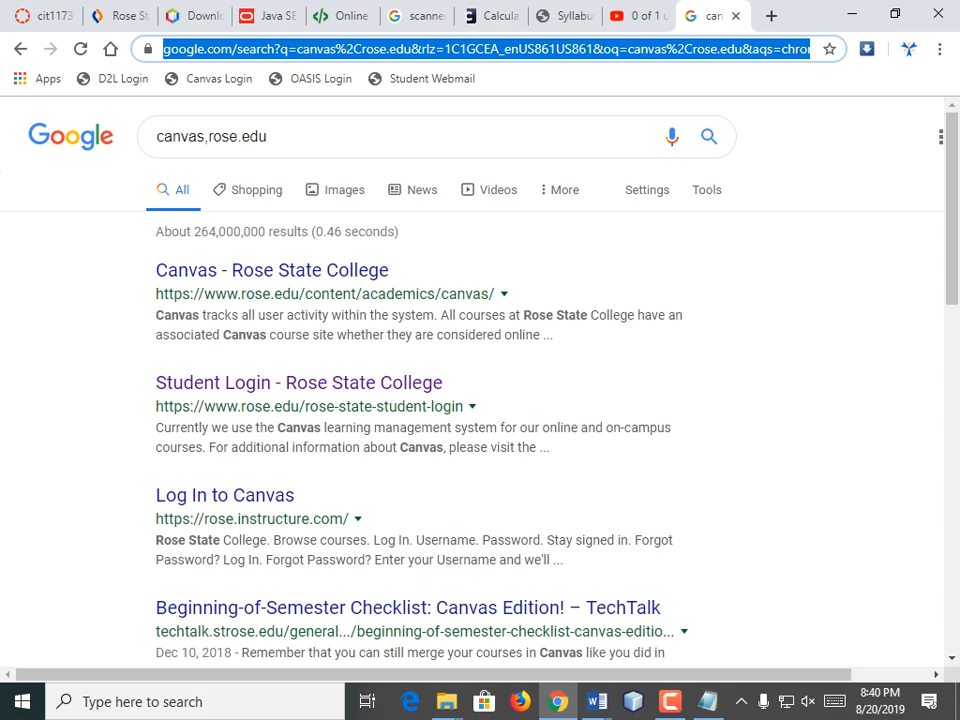 cit1173
Rose St
Downlo
Java SE
Online
scanne
Calcula
Syllabu
0 of 1 u
can
google.com/search?q=canvas%2Crose.edu&rlz=1C1GCEA_enUS861US861&oq=canvas%2Crose.edu&aqs=chro
Apps
D2L Login
Canvas Login
OASIS Login
Student Webmail
Google
canvas,rose.edu
All
Shopping
Images
News
Videos
More
Settings
Tools
About 264,000,000 results (0.46 seconds)
Canvas - Rose State College
https://www.rose.edu/content/academics/canvas/
Canvas tracks all user activity within the system. All courses at Rose State College have an
associated Canvas course site whether they are considered online ...
Student Login - Rose State College
https://www.rose.edu/rose-state-student-login
Currently we use the Canvas learning management system for our online and on-campus
courses. For additional information about Canvas, please visit the ...
Log In to Canvas
https://rose.instructure.com/
Rose State College. Browse courses. Log In. Username. Password. Stay signed in. Forgot
Password? Log In. Forgot Password? Enter your Username and we'll ...
Beginning-of-Semester Checklist: Canvas Edition! – TechTalk
techtalk.strose.edu/general.../beginning-of-semester-checklist-canvas-editio...
Dec 10, 2018 - Remember that you can still merge your courses in Canvas like you did in
Type here to search
8:40 PM
8/20/2019